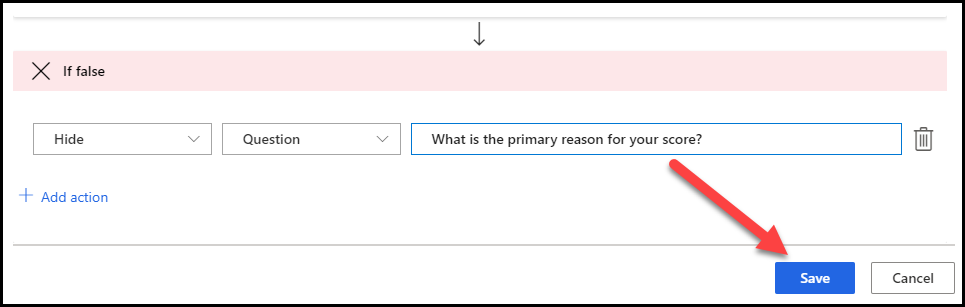 If false
Hide Question What is the primary reason for your score?
Add action
Save Cancel